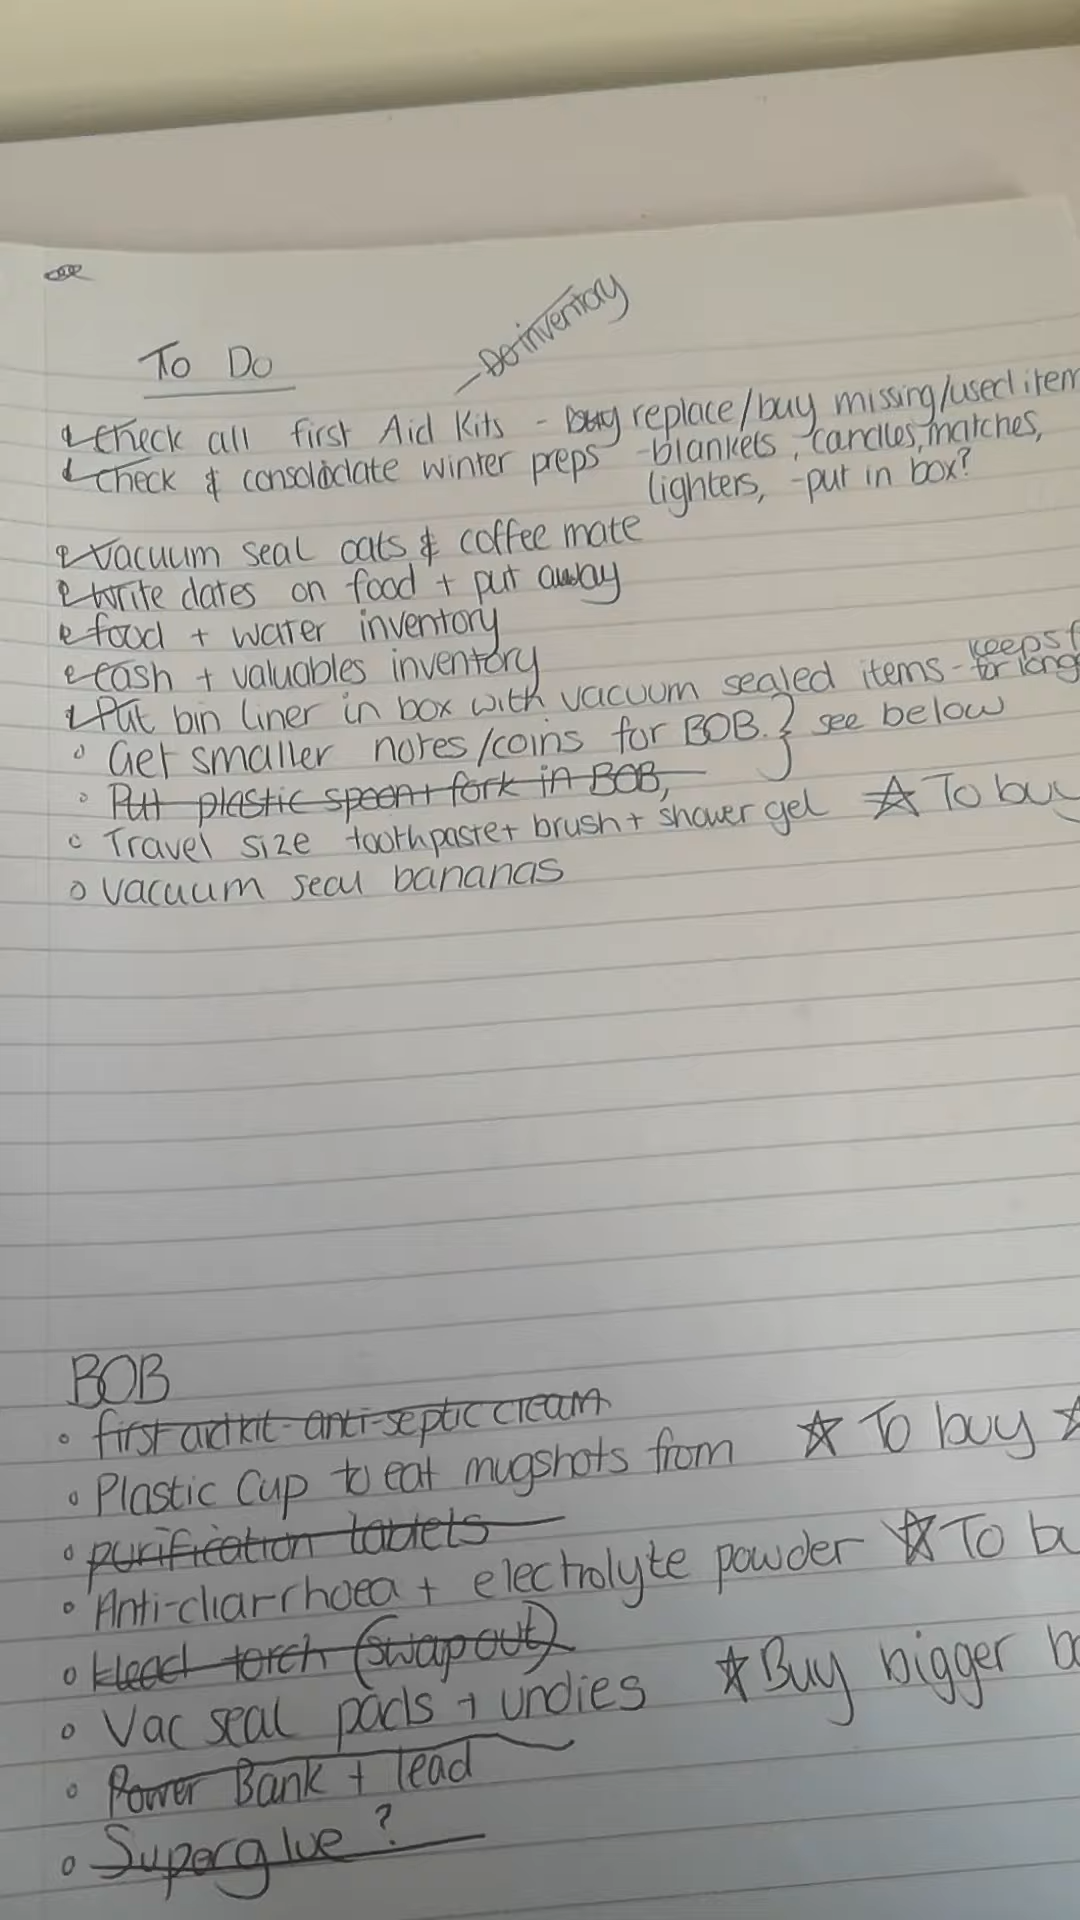 To Do
- Do inventory
check all first Aid Kits - Buy replace/buy missing/used item
check & consolidate winter preps - blankets, candles, matches,
lighters, - put in box?
vacuum seal oats & coffee mate
write dates on food + put away
food + water inventory
cash + valuables inventory
keeps f
Put bin liner in box with vacuum sealed items - for long
Get smaller notes/coins for BOB. } see below
Put plastic spoon + fork in BOB,
Travel size toothpaste + brush + shower gel ☆ To buy
vacuum seal bananas
BOB
first aid kit - anti-septic cream
Plastic Cup to eat mugshots from ☆ To buy ☆
purification tablets
Anti-diarrhoea + electrolyte powder ☆ To bu
Head torch (swap out)
Vac seal pads + undies ☆ Buy bigger ba
Power Bank + lead
Superglue?